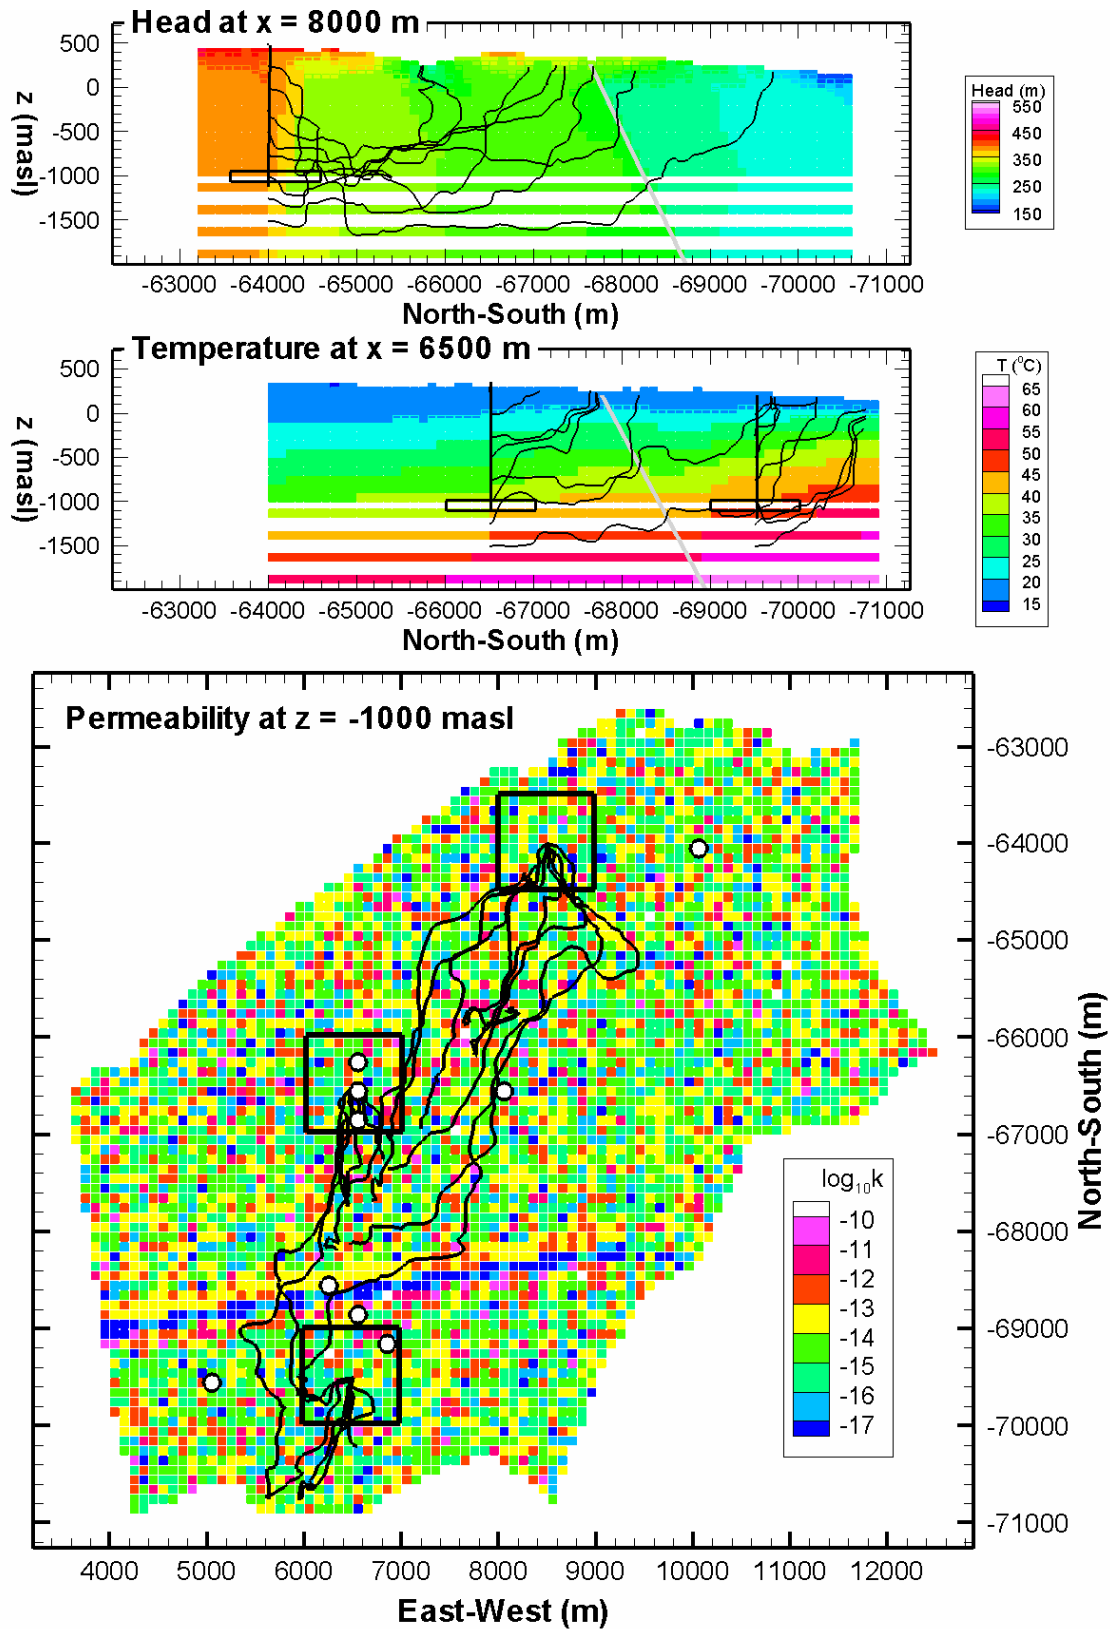 Head at x = 8000 m
500
0
-500
-1000
-1500
z (masl)
-63000 -64000 -65000 -66000 -67000 -68000 -69000 -70000 -71000
North-South (m)
Head (m)
550
450
350
250
150
Temperature at x = 6500 m
500
0
-500
-1000
-1500
z (masl)
-63000 -64000 -65000 -66000 -67000 -68000 -69000 -70000 -71000
North-South (m)
T (°C)
65
60
55
50
45
40
35
30
25
20
15
Permeability at z = -1000 masl
-63000
-64000
-65000
-66000
-67000
-68000
-69000
-70000
-71000
North-South (m)
log10k
-10
-11
-12
-13
-14
-15
-16
-17
4000 5000 6000 7000 8000 9000 10000 11000 12000
East-West (m)